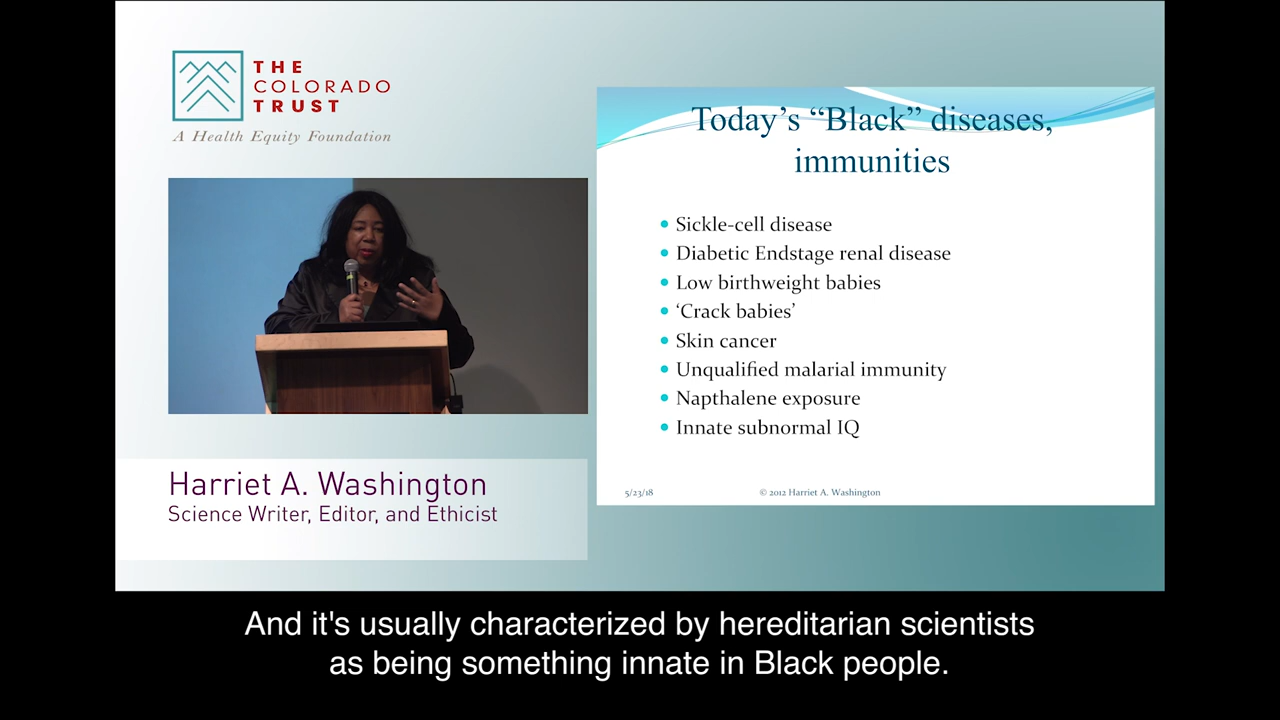 THE
COLORADO
TRUST
A Health Equity Foundation
Today's “Black” diseases,
immunities
Sickle-cell disease
Diabetic Endstage renal disease
Low birthweight babies
‘Crack babies’
Skin cancer
Unqualified malarial immunity
Napthalene exposure
Innate subnormal IQ
5/23/18
© 2012 Harriet A. Washington
Harriet A. Washington
Science Writer, Editor, and Ethicist
And it's usually characterized by hereditarian scientists
as being something innate in Black people.